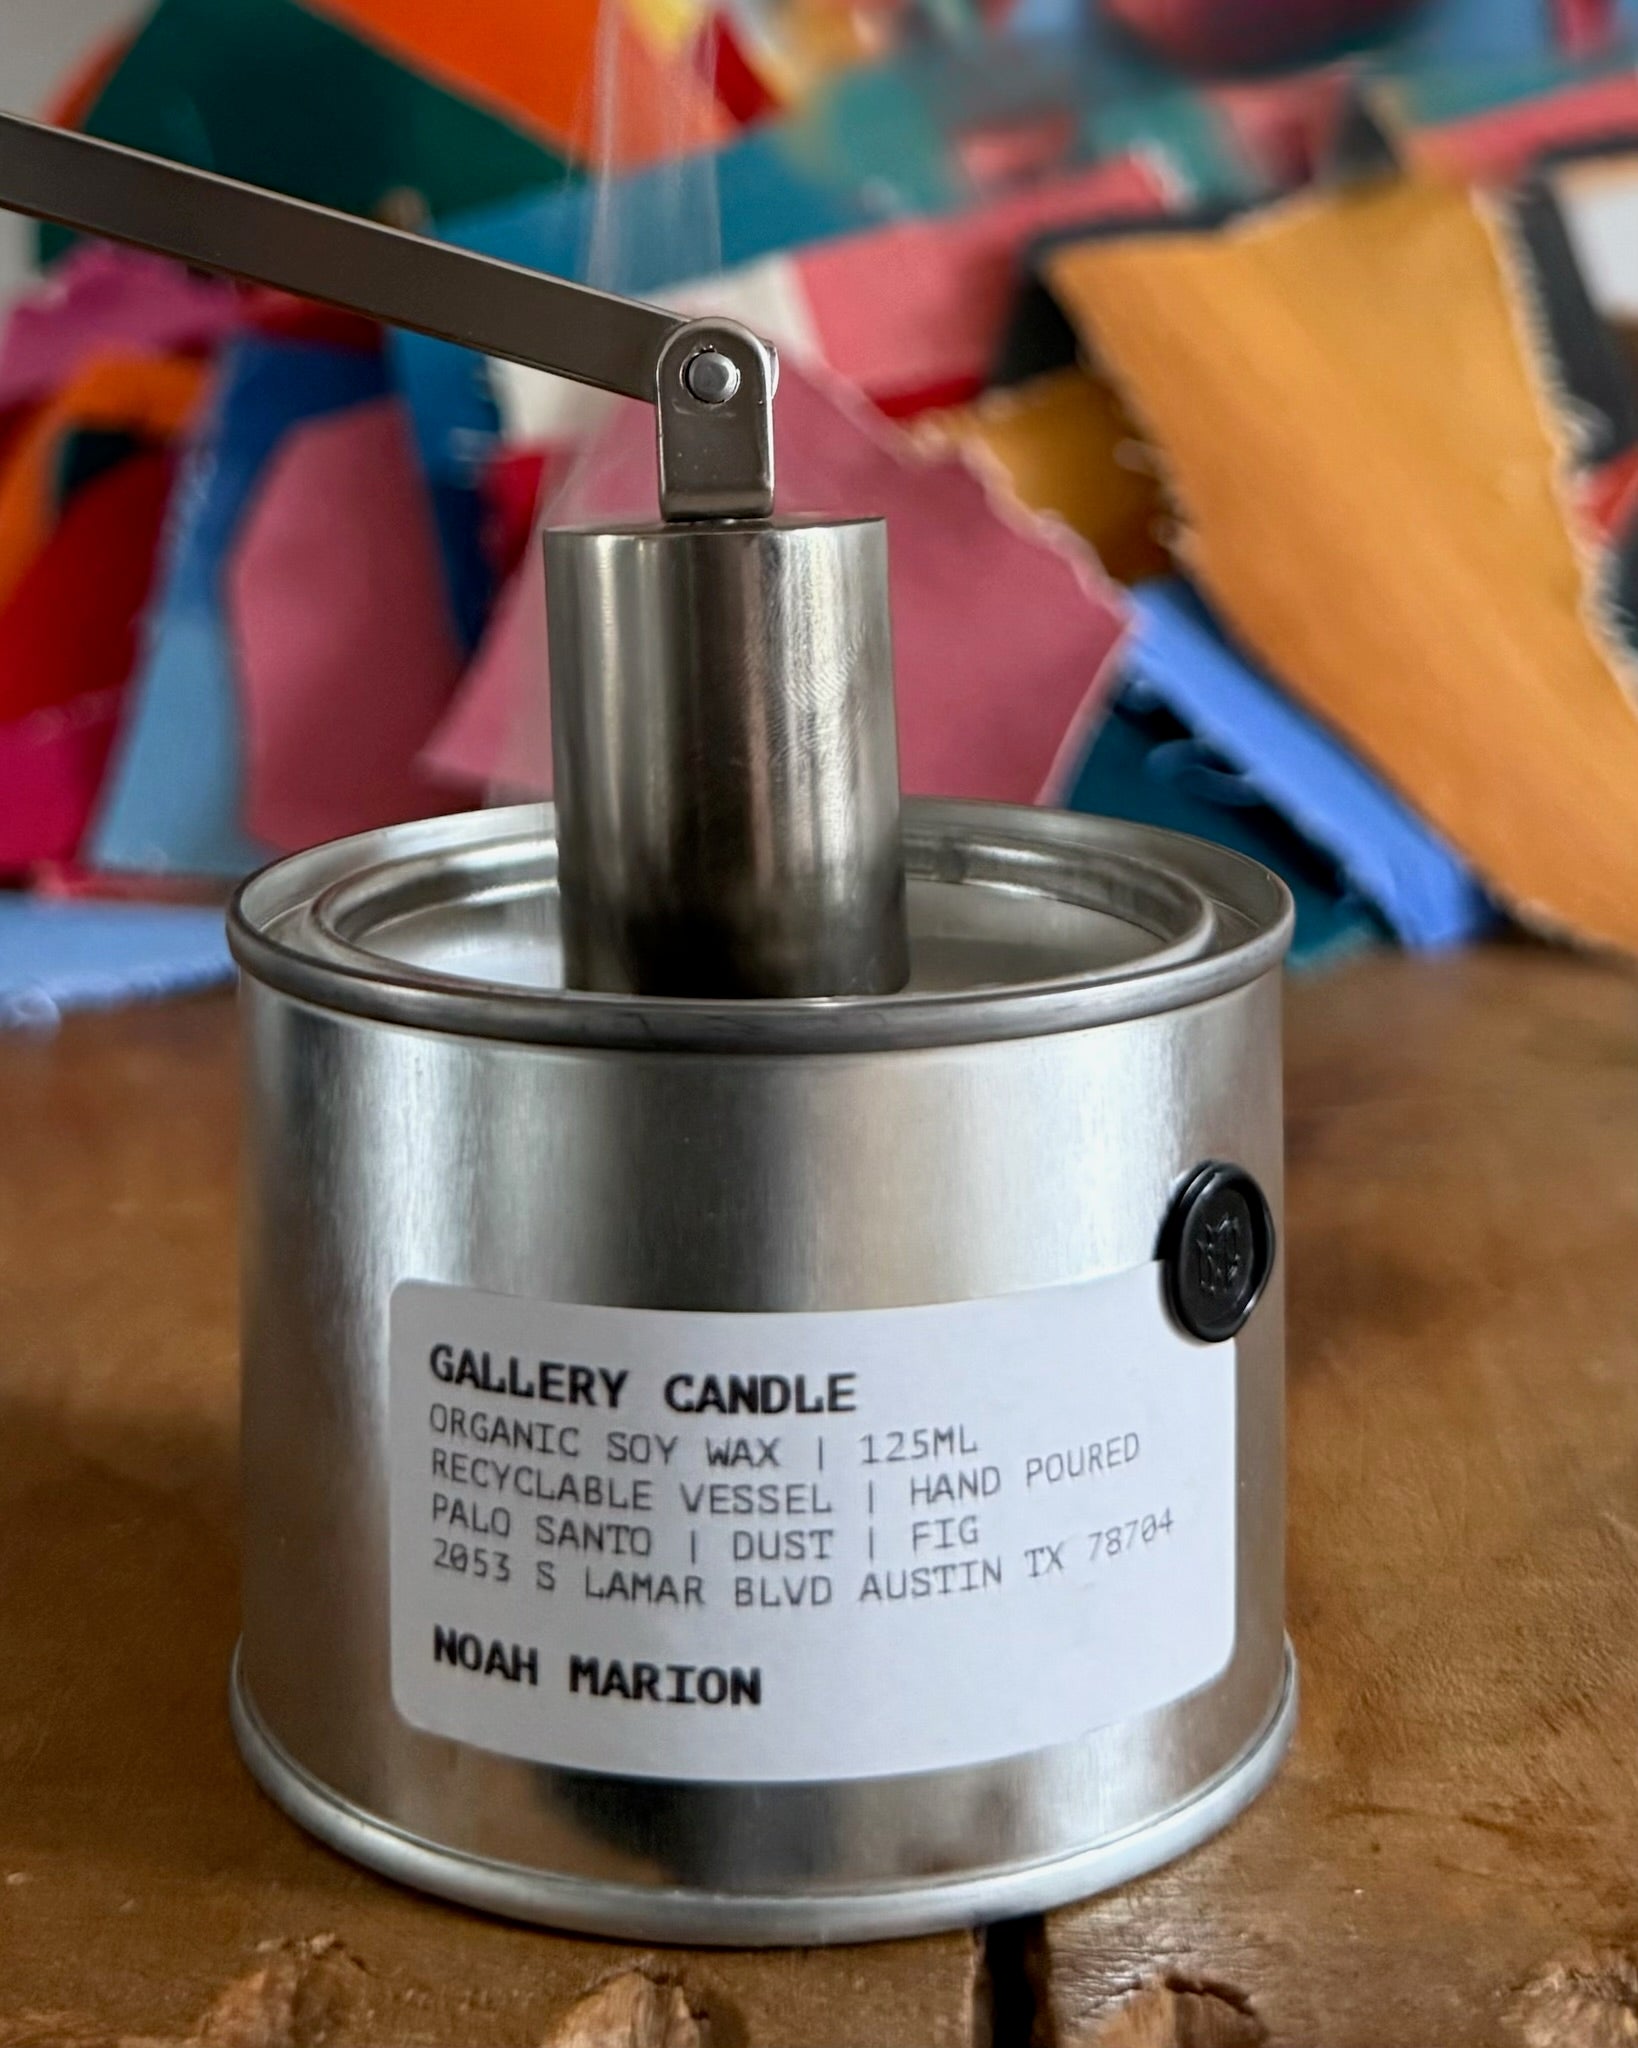 GALLERY CANDLE
ORGANIC SOY WAX | 125ML
RECYCLABLE VESSEL | HAND POURED
PALO SANTO | DUST | FIG
2053 S LAMAR BLVD AUSTIN TX 78704
NOAH MARION